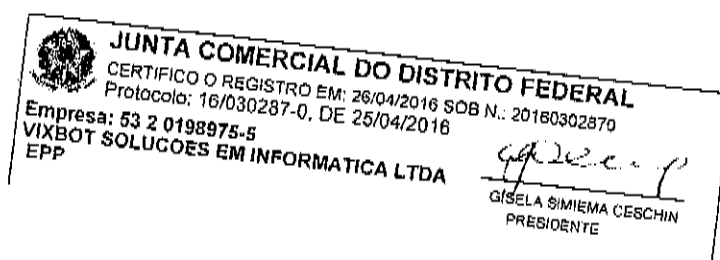 JUNTA COMERCIAL DO DISTRITO FEDERAL
CERTIFICO O REGISTRO EM: 26/04/2016 SOB N.: 20160302870
Protocolo: 16/030287-0, DE 25/04/2016
Empresa: 53 2 0198975-5
VIXBOT SOLUCOES EM INFORMATICA LTDA
EPP
GISELA SIMIEMA CESCHIN
PRESIDENTE